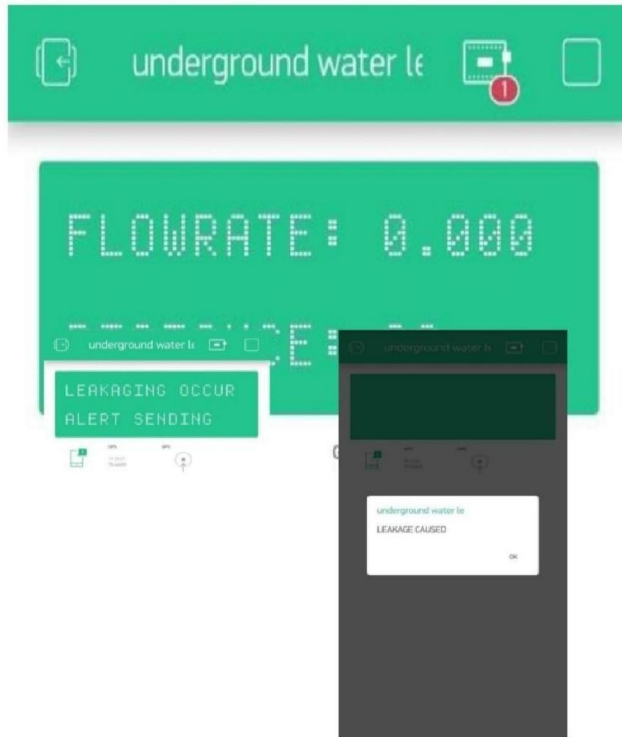 underground water le
1
FLOWRATE: 0.000
underground water le
LEAKAGING OCCUR
ALERT SENDING
underground water le
underground water le
LEAKAGE CAUSED
OK